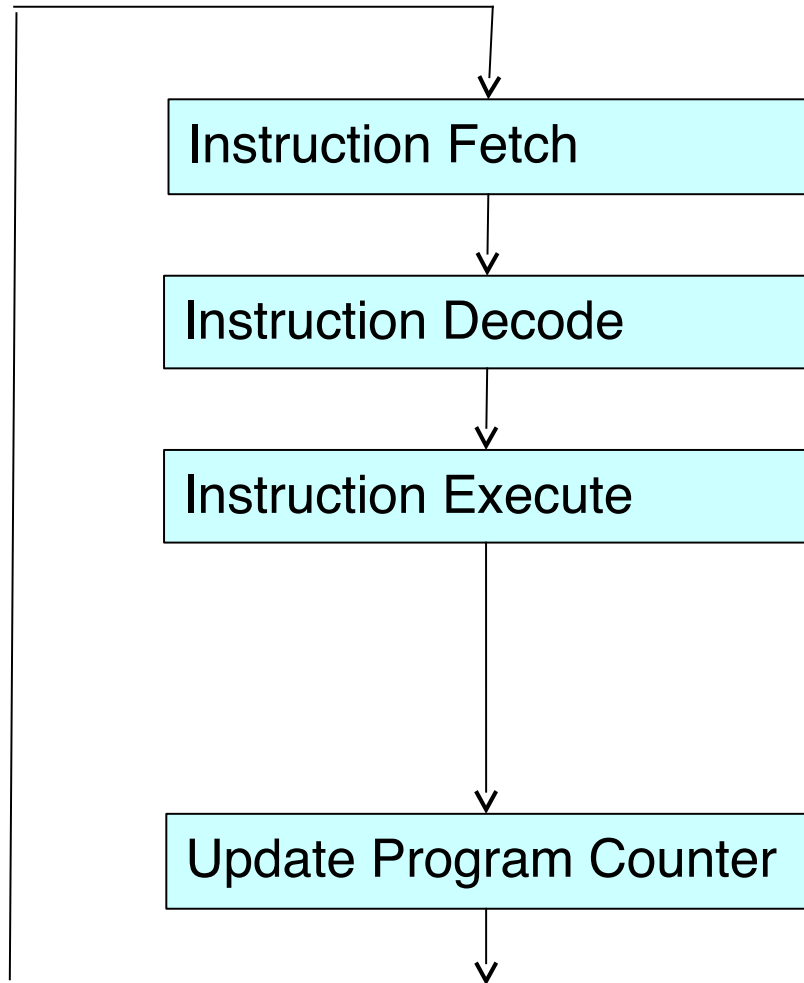 Instruction Fetch
Instruction Decode
Instruction Execute
Update Program Counter